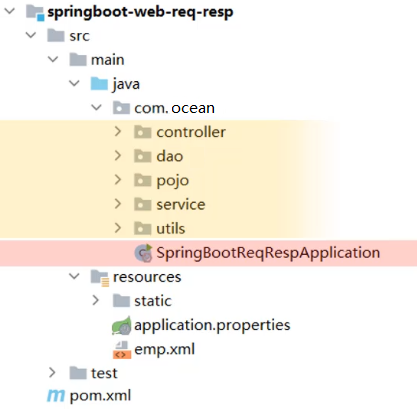 springboot-web-req-resp
src
main
java
com.ocean
controller
dao
pojo
service
utils
SpringBootReqRespApplication
resources
static
application.properties
emp.xml
test
pom.xml